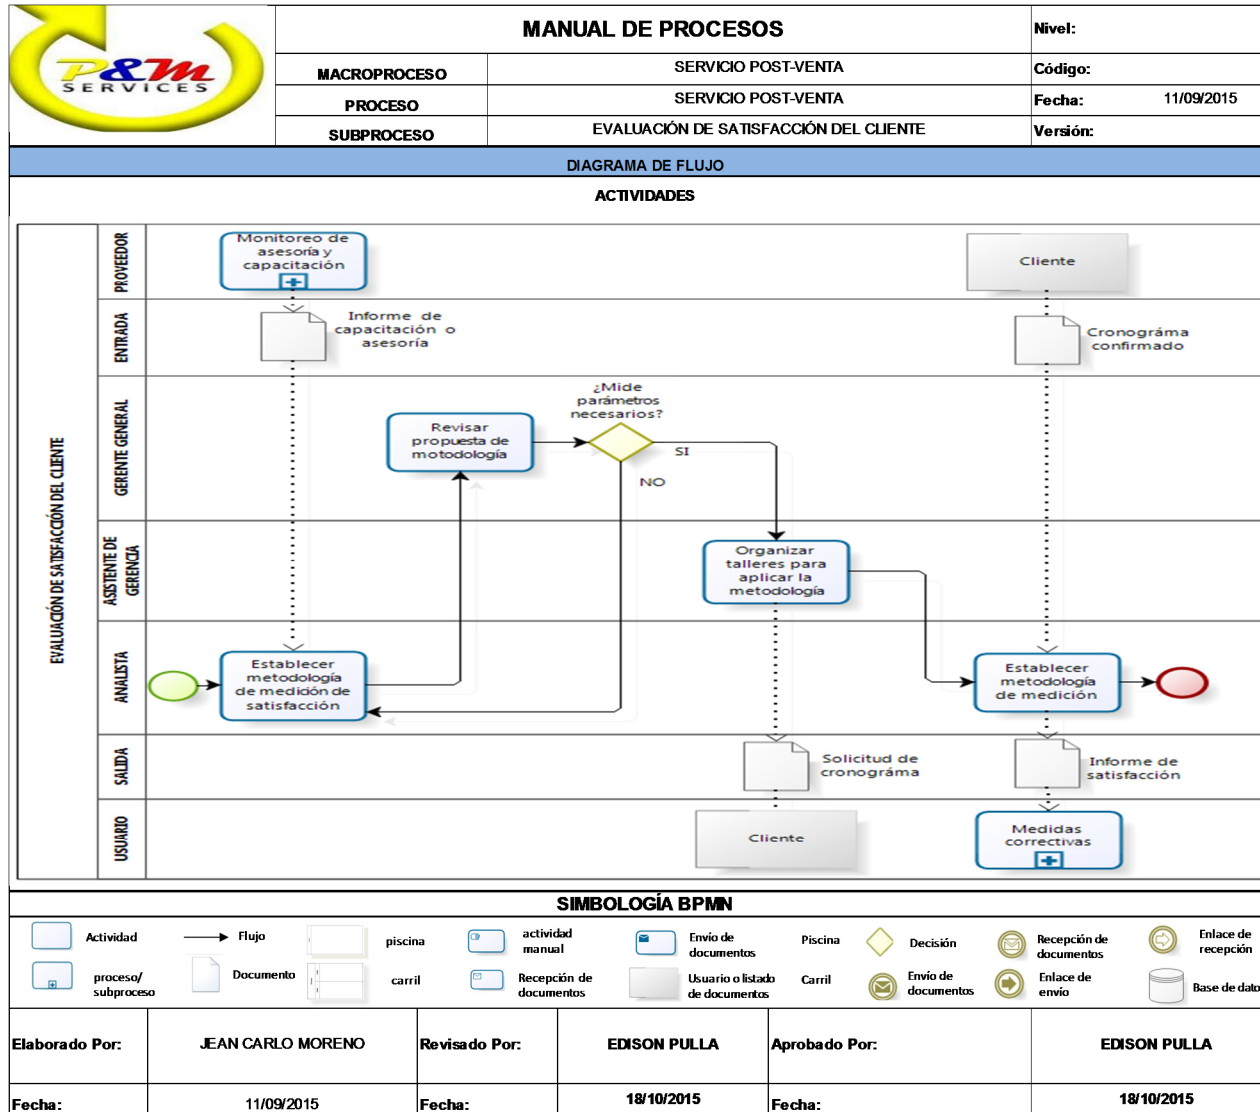 P&M
SERVICES
MANUAL DE PROCESOS
Nivel:
MACROPROCESO
SERVICIO POST-VENTA
Código:
PROCESO
SERVICIO POST-VENTA
Fecha:
11/09/2015
SUBPROCESO
EVALUACIÓN DE SATISFACCIÓN DEL CLIENTE
Versión:
DIAGRAMA DE FLUJO
ACTIVIDADES
EVALUACIÓN DE SATISFACCIÓN DEL CLIENTE
PROVEEDOR
Monitoreo de
asesoría y
capacitación
Cliente
ENTRADA
Informe de
capacitación o
asesoría
Cronográma
confirmado
GERENTE GENERAL
¿Mide
parámetros
necesarios?
Revisar
propuesta de
motodología
SI
NO
ASISTENTE DE
GERENCIA
Organizar
talleres para
aplicar la
metodología
ANALISTA
Establecer
metodología
de medición de
satisfacción
Establecer
metodología
de medición
SALIDA
Solicitud de
cronográma
Informe de
satisfacción
USUARIO
Cliente
Medidas
correctivas
SIMBOLOGÍA BPMN
Actividad
Flujo
piscina
actividad
manual
Envío de
documentos
Piscina
Decisión
Recepción de
documentos
Enlace de
recepción
proceso/
subproceso
Documento
carril
Recepción de
documentos
Usuario o listado
de documentos
Carril
Envío de
documentos
Enlace de
envío
Base de dato
Elaborado Por:
JEAN CARLO MORENO
Revisado Por:
EDISON PULLA
Aprobado Por:
EDISON PULLA
Fecha:
11/09/2015
Fecha:
18/10/2015
Fecha:
18/10/2015